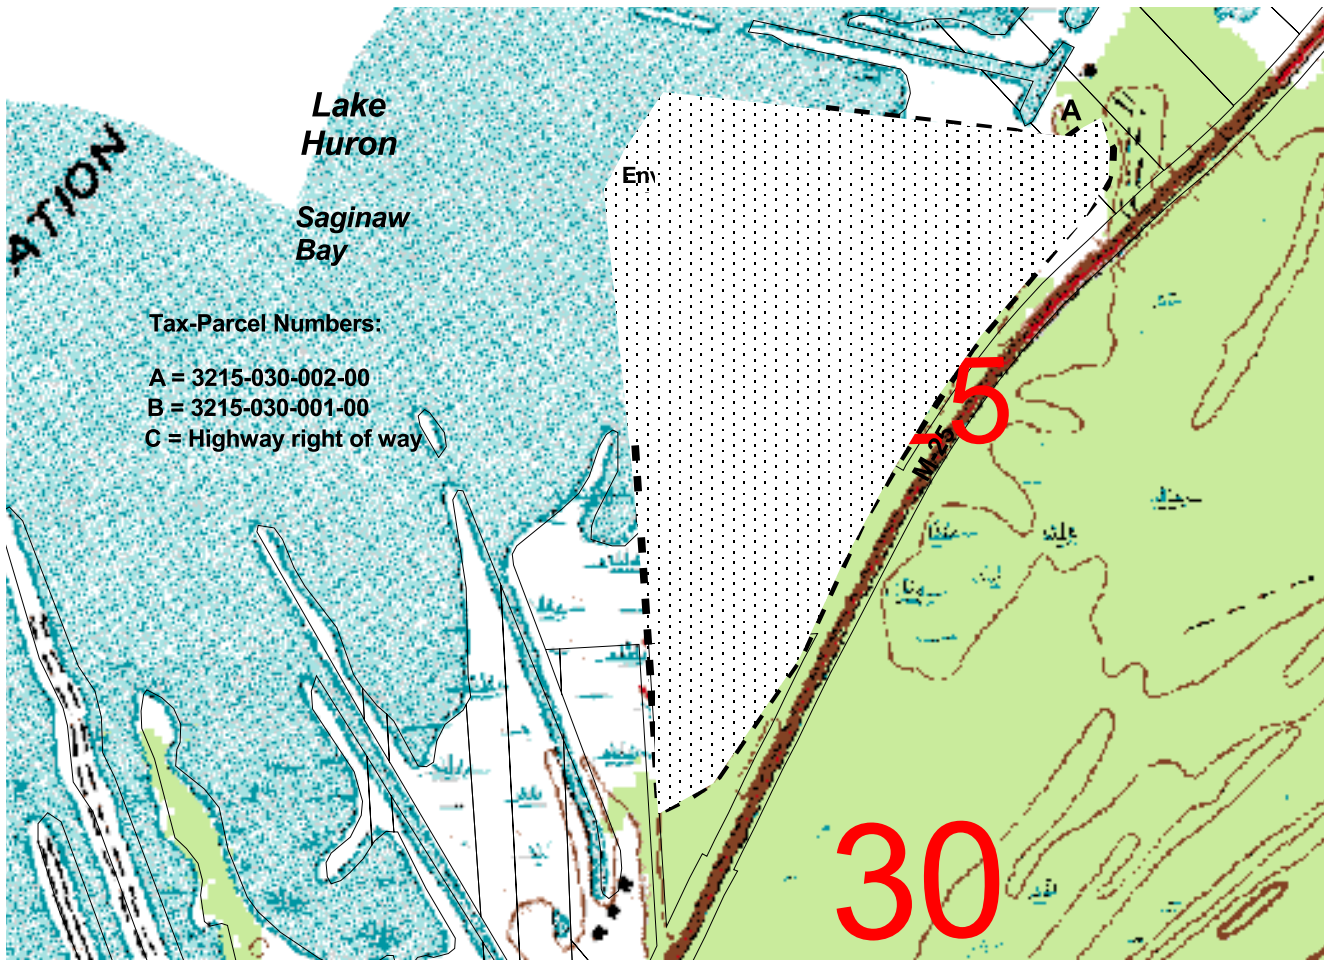 Lake
Huron
ATION
A
Env
Saginaw
Bay
Tax-Parcel Numbers:
A = 3215-030-002-00
B = 3215-030-001-00
C = Highway right of way
5
M-25
30